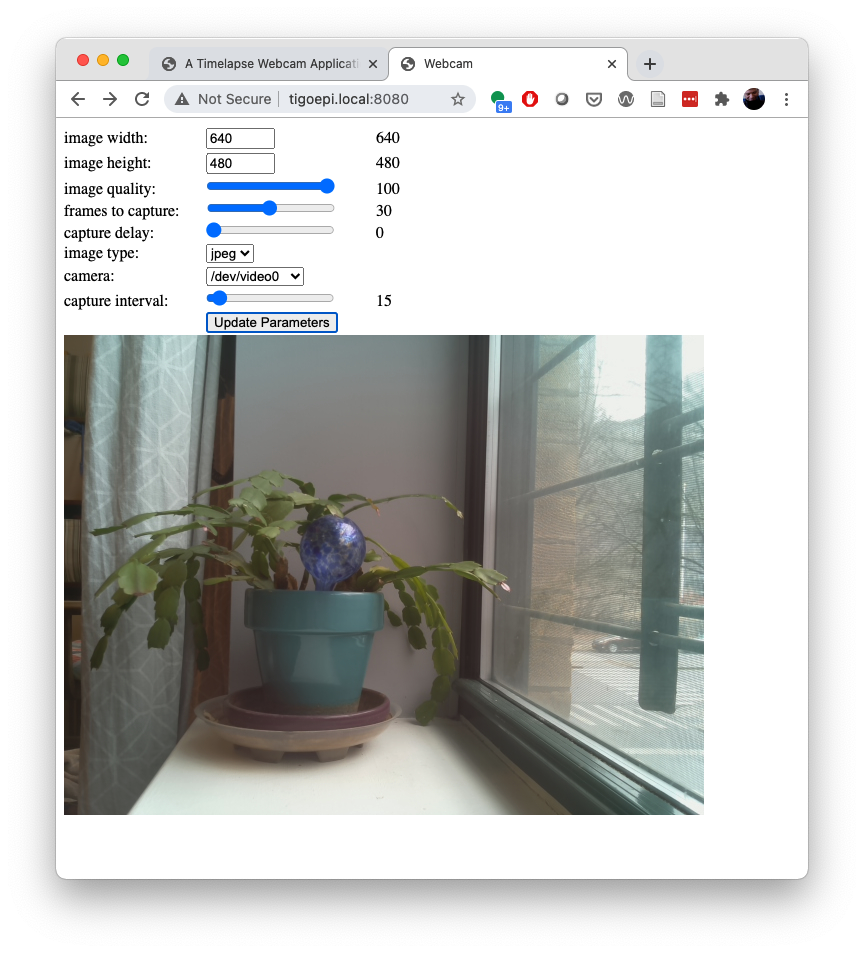 A Timelapse Webcam Applicati
Webcam
Not Secure
tigoepi.local:8080
9+
image width: 640 640
image height: 480 480
image quality: 100
frames to capture: 30
capture delay: 0
image type: jpeg
camera: /dev/video0
capture interval: 15
Update Parameters